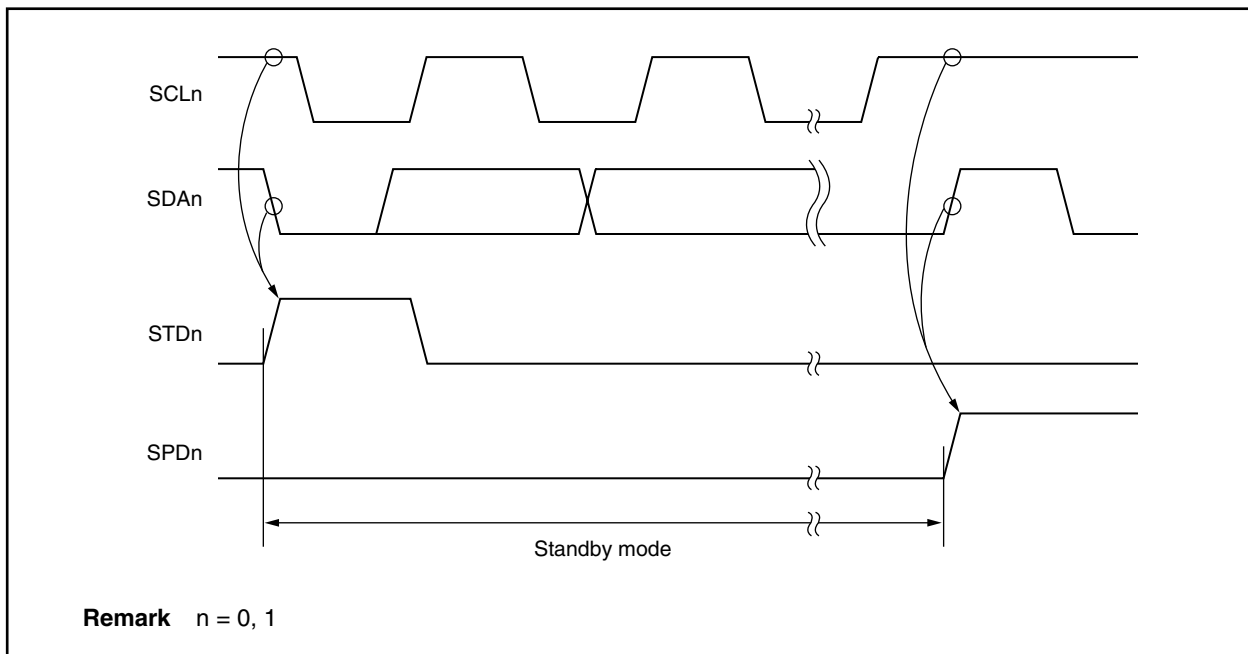 SCLn
SDAn
STDn
SPDn
Standby mode
Remark n = 0, 1